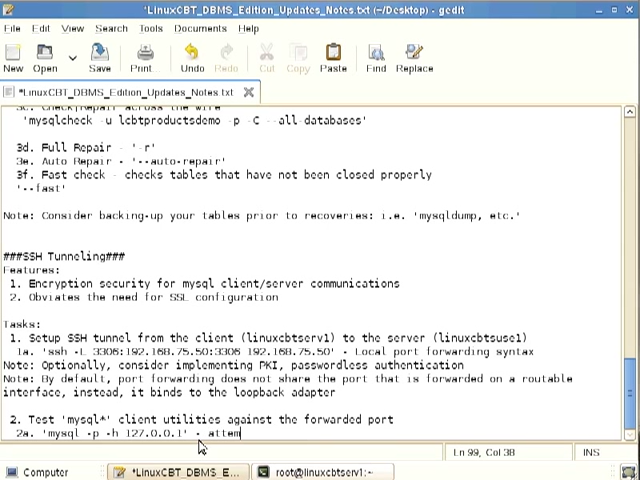 *LinuxCBT_DBMS_Edition_Updates_Notes.txt (~/Desktop) - gedit
File Edit View Search Tools Documents Help
New Open Save Print... Undo Redo Cut Copy Paste Find Replace
*LinuxCBT_DBMS_Edition_Updates_Notes.txt
3c. Check|Repair across the wire
'mysqlcheck -u lcbtproductsdemo -p -C --all-databases'
3d. Full Repair - '-r'
3e. Auto Repair - '--auto-repair'
3f. Fast check - checks tables that have not been closed properly
'--fast'
Note: Consider backing-up your tables prior to recoveries: i.e. 'mysqldump, etc.'
###SSH Tunneling###
Features:
1. Encryption security for mysql client/server communications
2. Obviates the need for SSL configuration
Tasks:
1. Setup SSH tunnel from the client (linuxcbtserv1) to the server (linuxcbtsuse1)
1a. 'ssh -L 3306:192.168.75.50:3306 192.168.75.50' - Local port forwarding syntax
Note: Optionally, consider implementing PKI, passwordless authentication
Note: By default, port forwarding does not share the port that is forwarded on a routable
interface, instead, it binds to the loopback adapter
2. Test 'mysql*' client utilities against the forwarded port
2a. 'mysql -p -h 127.0.0.1' - attem
Ln 99, Col 38 INS
Computer *LinuxCBT_DBMS_E... root@linuxcbtserv1:~